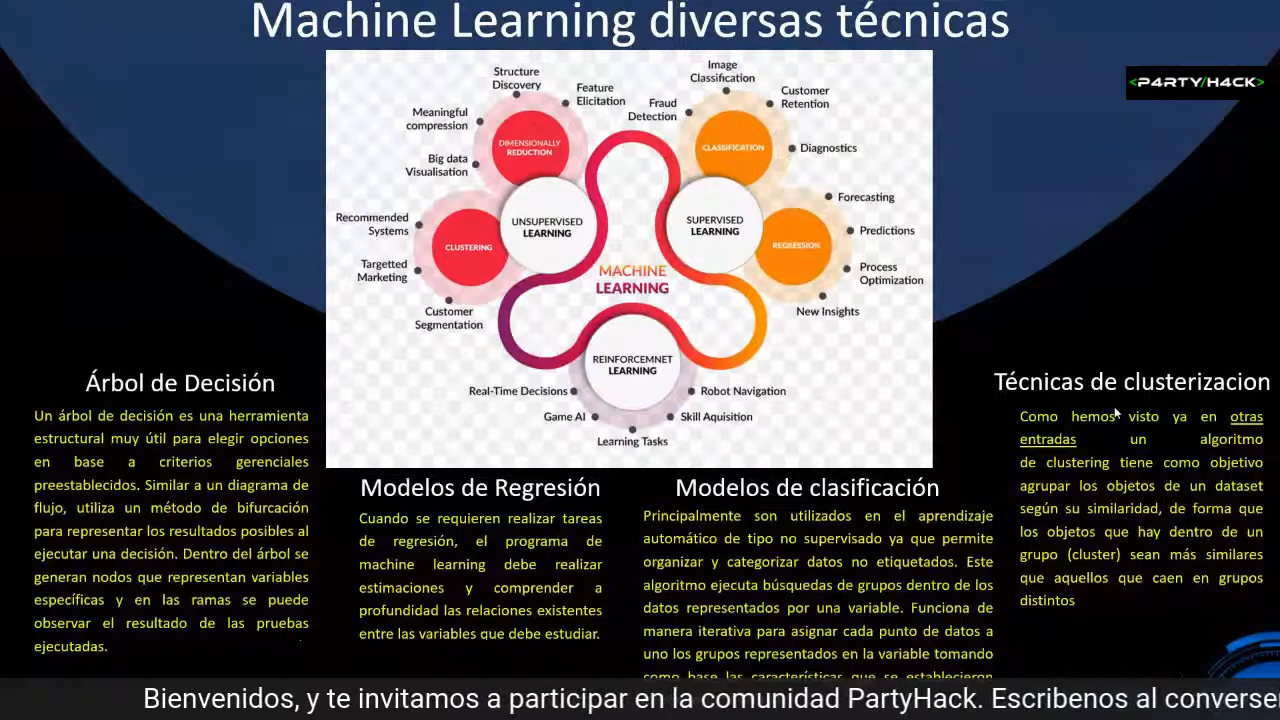 Machine Learning diversas técnicas
<P4RTY/H4CK>
Structure
Discovery
Feature
Elicitation
Meaningful
compression
Big data
Visualisation
DIMENSIONALLY
REDUCTION
Recommended
Systems
Targetted
Marketing
Customer
Segmentation
CLUSTERING
UNSUPERVISED
LEARNING
Image
Classification
Fraud
Detection
Customer
Retention
Diagnostics
CLASSIFICATION
SUPERVISED
LEARNING
REGRESSION
Forecasting
Predictions
Process
Optimization
New Insights
MACHINE
LEARNING
REINFORCEMNET
LEARNING
Real-Time Decisions
Game AI
Learning Tasks
Robot Navigation
Skill Aquisition
Árbol de Decisión
Un árbol de decisión es una herramienta
estructural muy útil para elegir opciones
en base a criterios gerenciales
preestablecidos. Similar a un diagrama de
flujo, utiliza un método de bifurcación
para representar los resultados posibles al
ejecutar una decisión. Dentro del árbol se
generan nodos que representan variables
específicas y en las ramas se puede
observar el resultado de las pruebas
ejecutadas.
Modelos de Regresión
Cuando se requieren realizar tareas
de regresión, el programa de
machine learning debe realizar
estimaciones y comprender a
profundidad las relaciones existentes
entre las variables que debe estudiar.
Modelos de clasificación
Principalmente son utilizados en el aprendizaje
automático de tipo no supervisado ya que permite
organizar y categorizar datos no etiquetados. Este
algoritmo ejecuta búsquedas de grupos dentro de los
datos representados por una variable. Funciona de
manera iterativa para asignar cada punto de datos a
uno los grupos representados en la variable tomando
como base las características que se establecieron
Técnicas de clusterizacion
Como hemos visto ya en otras
entradas un algoritmo
de clustering tiene como objetivo
agrupar los objetos de un dataset
según su similaridad, de forma que
los objetos que hay dentro de un
grupo (cluster) sean más similares
que aquellos que caen en grupos
distintos
Bienvenidos, y te invitamos a participar en la comunidad PartyHack. Escribenos al converse